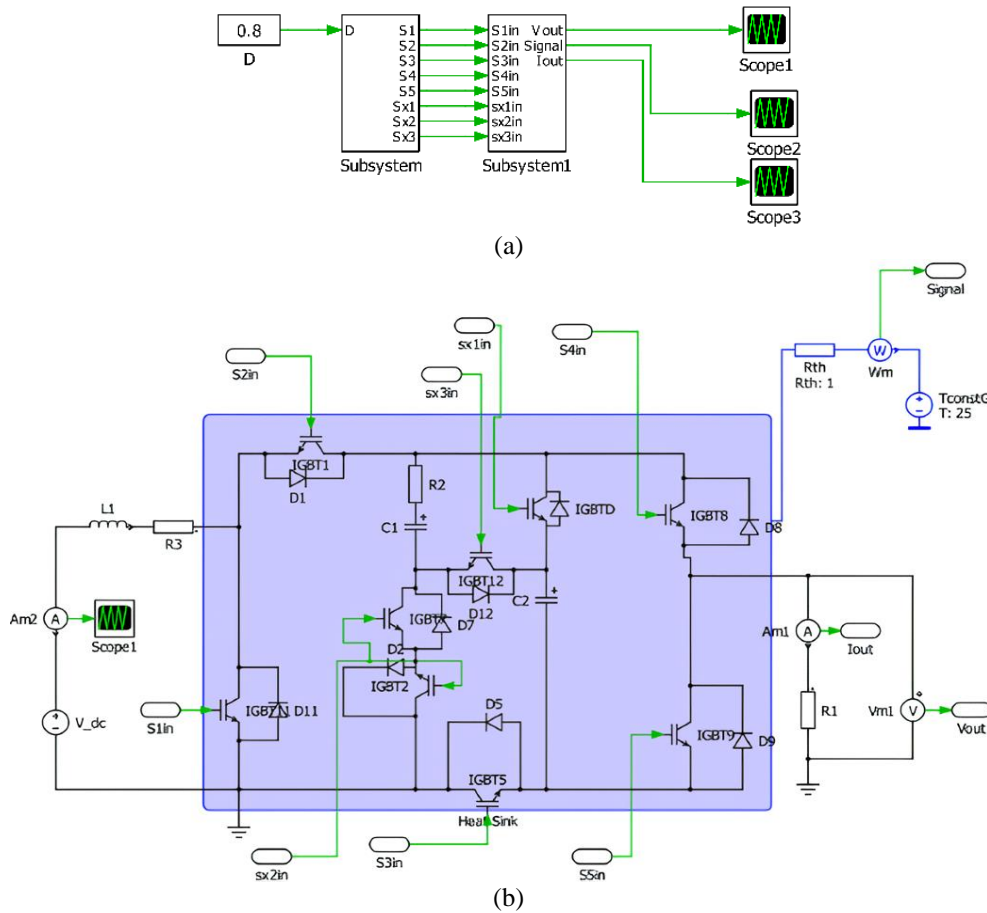 0.8
D
D
S1
S2
S3
S4
S5
Sx1
Sx2
Sx3
Subsystem
S1in
S2in
S3in
S4in
S5in
sx1in
sx2in
sx3in
Vout
Signal
Iout
Subsystem1
Scope1
Scope2
Scope3
(a)
Signal
sx1in
S4in
S2in
sx3in
Rth
Rth: 1
Wm
W
TconstG
T: 25
IGBT1
D1
R2
C1
IGBTD
IGBT8
D8
L1
R3
IGBT12
D12
C2
D7
D2
IGBT2
Am2
A
Scope1
Am1
A
Iout
V_dc
S1in
D11
D5
IGBT5
Heat Sink
IGBT9
D9
R1
Vm1
V
Vout
sx2in
S3in
S5in
(b)